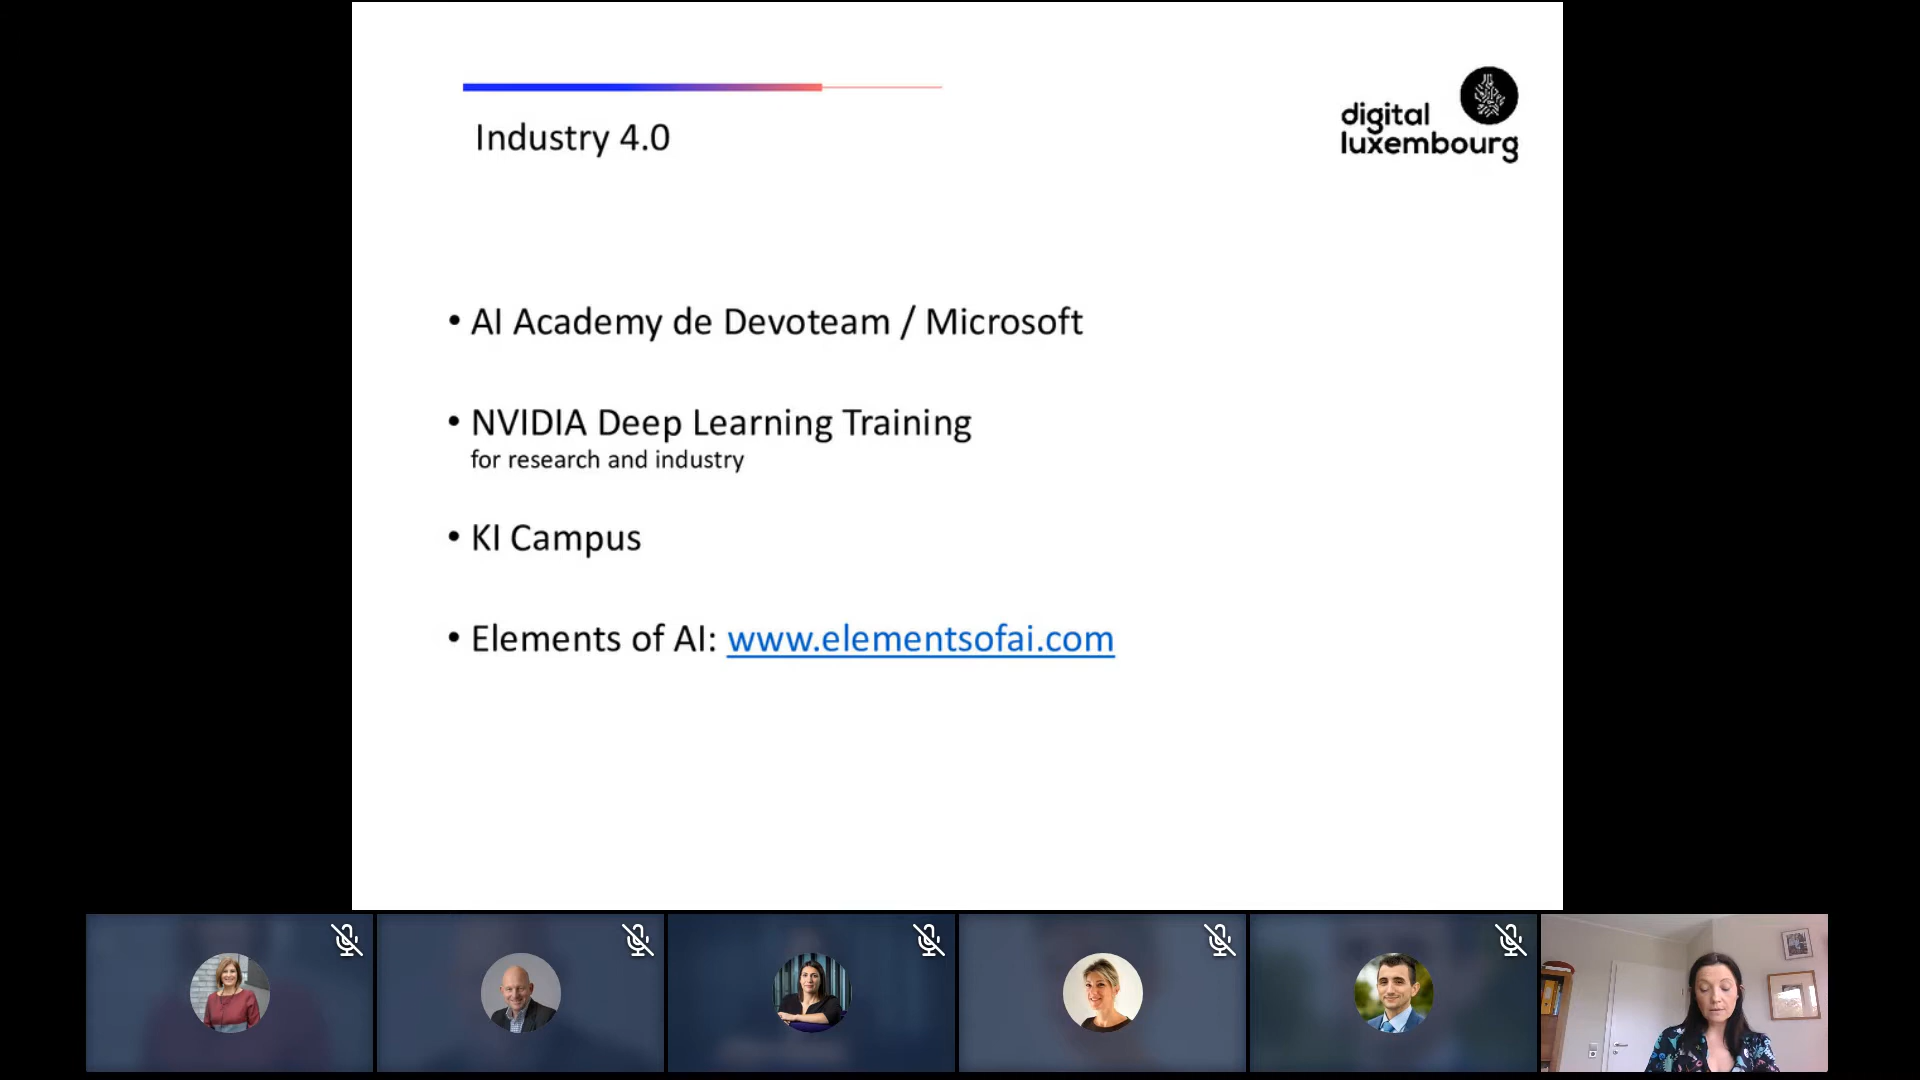 Industry 4.0
digital
luxembourg
• AI Academy de Devoteam / Microsoft
• NVIDIA Deep Learning Training
for research and industry
• KI Campus
• Elements of AI: www.elementsofai.com